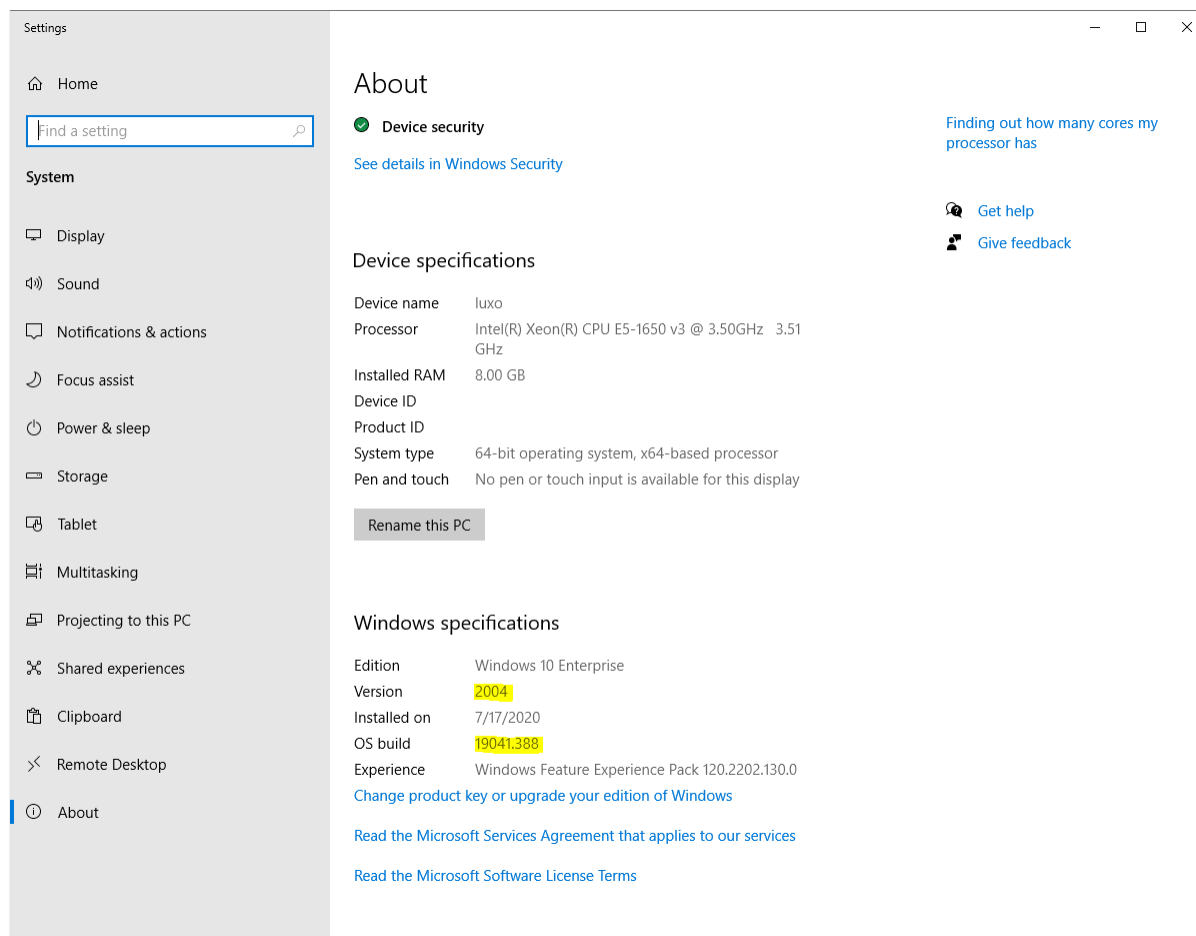 Settings
Home
Find a setting
System
Display
Sound
Notifications & actions
Focus assist
Power & sleep
Storage
Tablet
Multitasking
Projecting to this PC
Shared experiences
Clipboard
Remote Desktop
About
About
Device security
See details in Windows Security
Device specifications
Device name luxo
Processor Intel(R) Xeon(R) CPU E5-1650 v3 @ 3.50GHz 3.51
GHz
Installed RAM 8.00 GB
Device ID
Product ID
System type 64-bit operating system, x64-based processor
Pen and touch No pen or touch input is available for this display
Rename this PC
Windows specifications
Edition Windows 10 Enterprise
Version 2004
Installed on 7/17/2020
OS build 19041.388
Experience Windows Feature Experience Pack 120.2202.130.0
Change product key or upgrade your edition of Windows
Read the Microsoft Services Agreement that applies to our services
Read the Microsoft Software License Terms
Finding out how many cores my
processor has
Get help
Give feedback